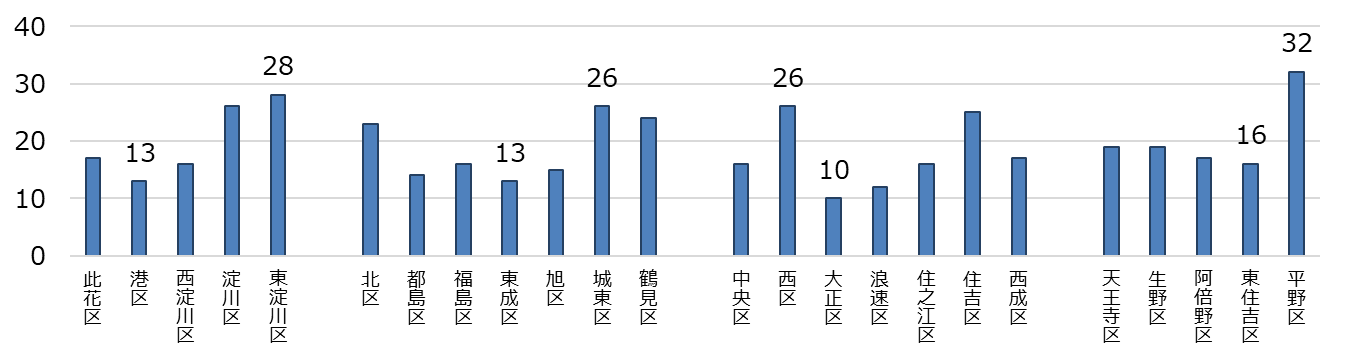 40
30
20
10
0
13
28
13
26
26
10
16
32
此花区
港区
西淀川区
淀川区
東淀川区
北区
都島区
福島区
東成区
旭区
城東区
鶴見区
中央区
西区
大正区
浪速区
住之江区
住吉区
西成区
天王寺区
生野区
阿倍野区
東住吉区
平野区